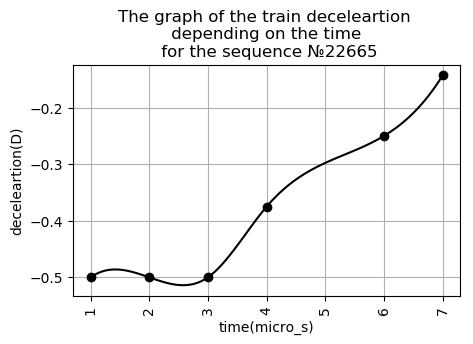 The graph of the train deceleartion
depending on the time
for the sequence №22665
deceleartion(D)
−0.2
−0.3
−0.4
−0.5
1
2
3
4
5
6
7
time(micro_s)